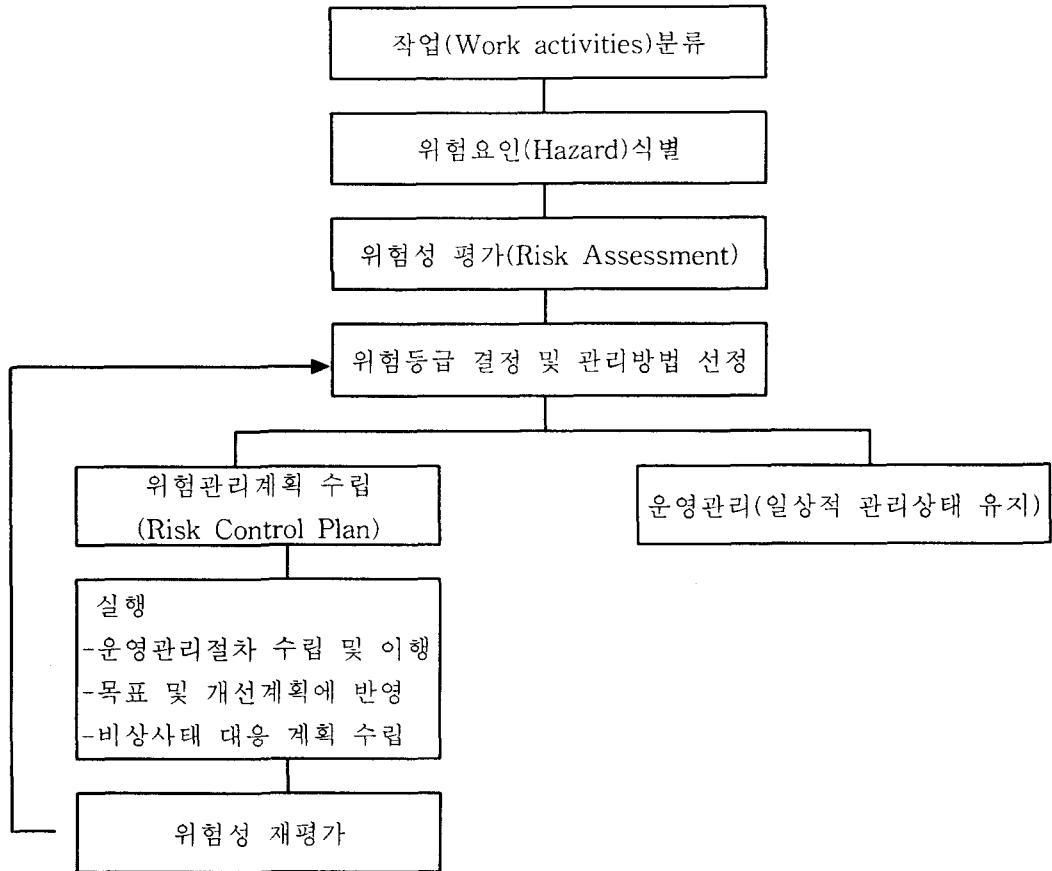 작업(Work activities)분류
위험요인(Hazard)식별
위험성 평가(Risk Assessment)
위험등급 결정 및 관리방법 선정
위험관리계획 수립
(Risk Control Plan)
운영관리(일상적 관리상태 유지)
실행
-운영관리절차 수립 및 이행
-목표 및 개선계획에 반영
-비상사태 대응 계획 수립
위험성 재평가